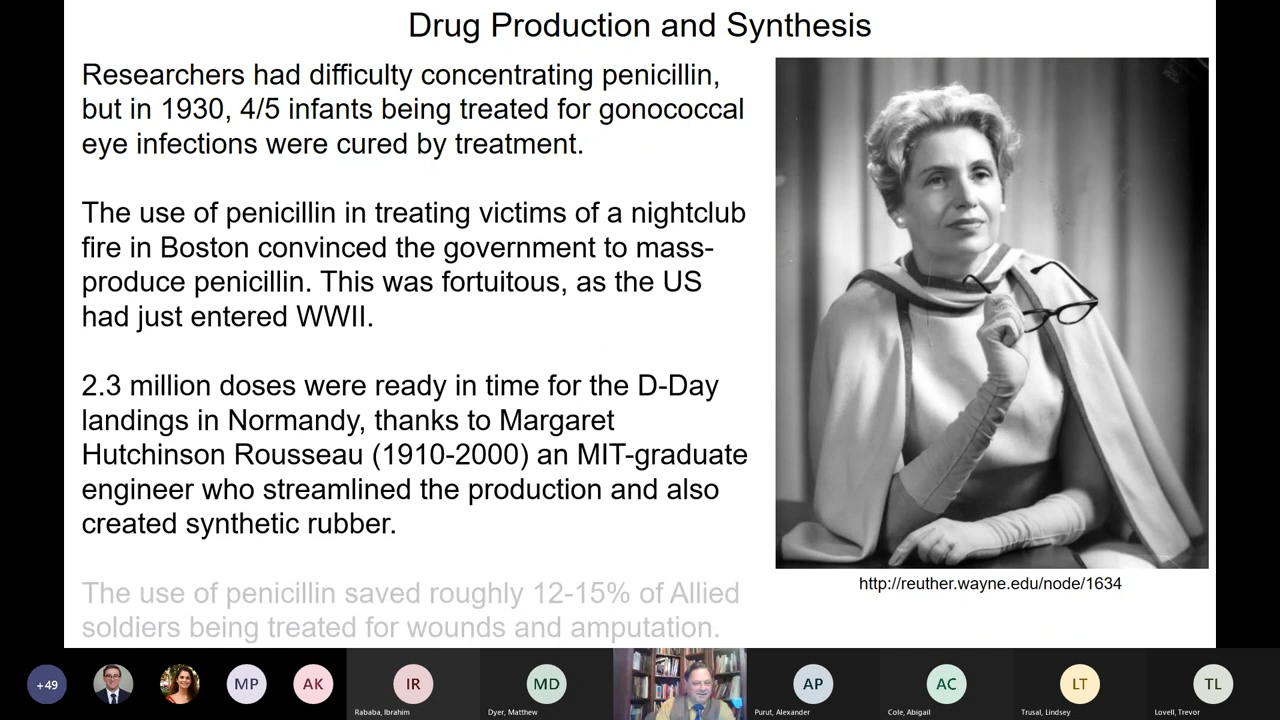 Drug Production and Synthesis
Researchers had difficulty concentrating penicillin,
but in 1930, 4/5 infants being treated for gonococcal
eye infections were cured by treatment.
The use of penicillin in treating victims of a nightclub
fire in Boston convinced the government to mass-
produce penicillin. This was fortuitous, as the US
had just entered WWII.
2.3 million doses were ready in time for the D-Day
landings in Normandy, thanks to Margaret
Hutchinson Rousseau (1910-2000) an MIT-graduate
engineer who streamlined the production and also
created synthetic rubber.
The use of penicillin saved roughly 12-15% of Allied
soldiers being treated for wounds and amputation.
http://reuther.wayne.edu/node/1634
+49
MP
AK
IR
Rababa, Ibrahim
MD
Dyer, Matthew
AP
Purut, Alexander
AC
Cole, Abigail
LT
Trusal, Lindsey
TL
Lovell, Trevor